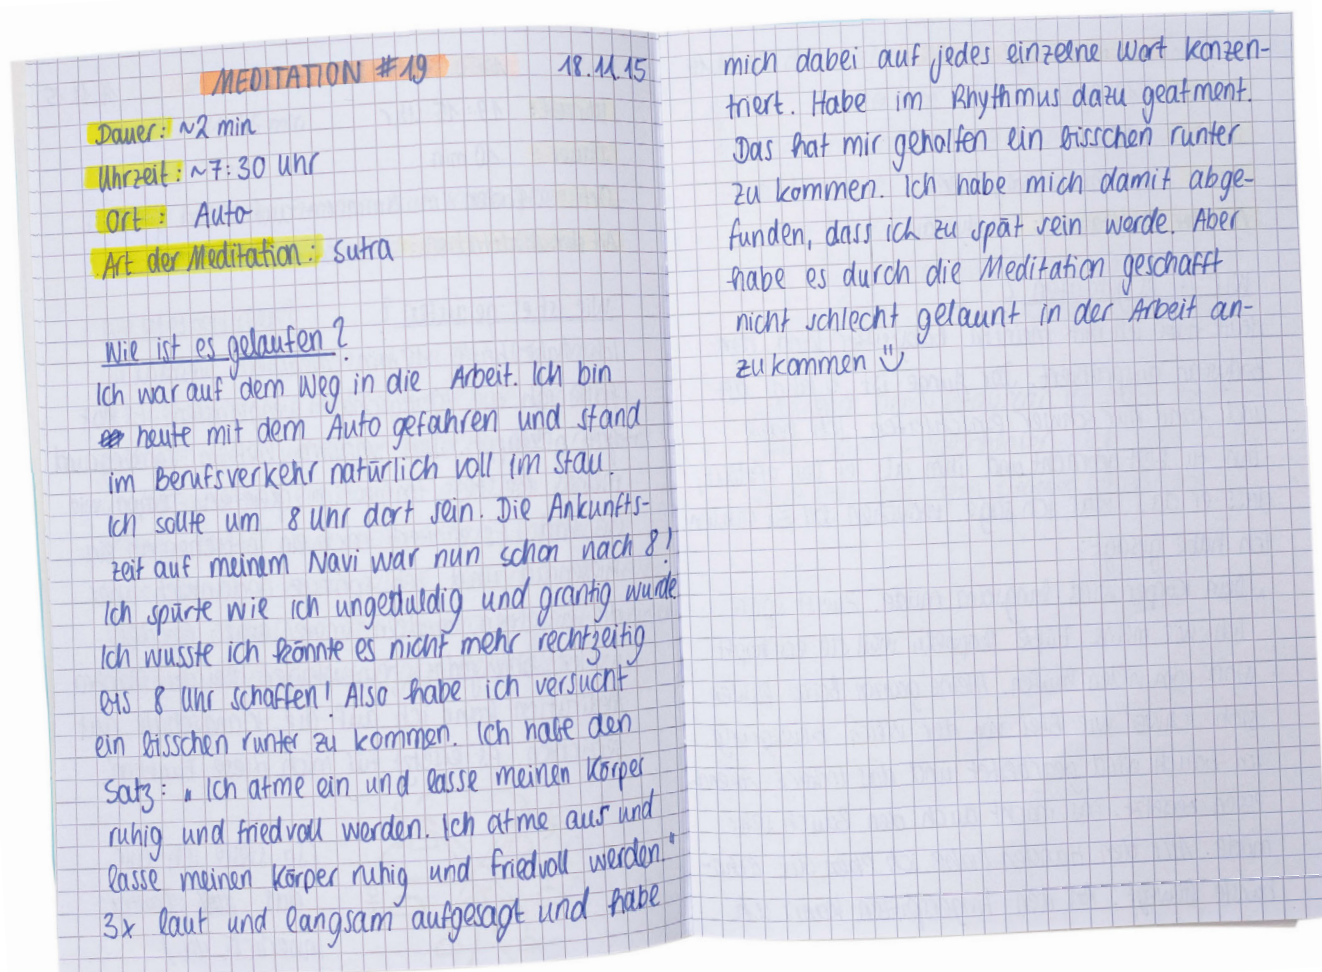 MEDITATION #19 18.11.15
Dauer: ~2 min
Uhrzeit: ~7:30 Uhr
Ort: Auto
Art der Meditation: Sutra
Wie ist es gelaufen?
Ich war auf dem Weg in die Arbeit. Ich bin
heute mit dem Auto gefahren und stand
im Berufsverkehr natürlich voll im Stau.
Ich sollte um 8 Uhr dort sein. Die Ankunfts-
zeit auf meinem Navi war nun schon nach 8!
Ich spürte wie ich ungeduldig und grantig wurde
Ich wusste ich könnte es nicht mehr rechtzeitig
bis 8 Uhr schaffen! Also habe ich versucht
ein bisschen runter zu kommen. Ich habe den
Satz: „Ich atme ein und lasse meinen Körper
ruhig und friedvoll werden. Ich atme aus und
lasse meinen Körper ruhig und friedvoll werden."
3x laut und langsam aufgesagt und habe
mich dabei auf jedes einzelne Wort konzen-
triert. Habe im Rhythmus dazu geatment.
Das hat mir geholfen ein bisschen runter
zu kommen. Ich habe mich damit abge-
funden, dass ich zu spät sein werde. Aber
habe es durch die Meditation geschafft
nicht schlecht gelaunt in der Arbeit an-
zukommen